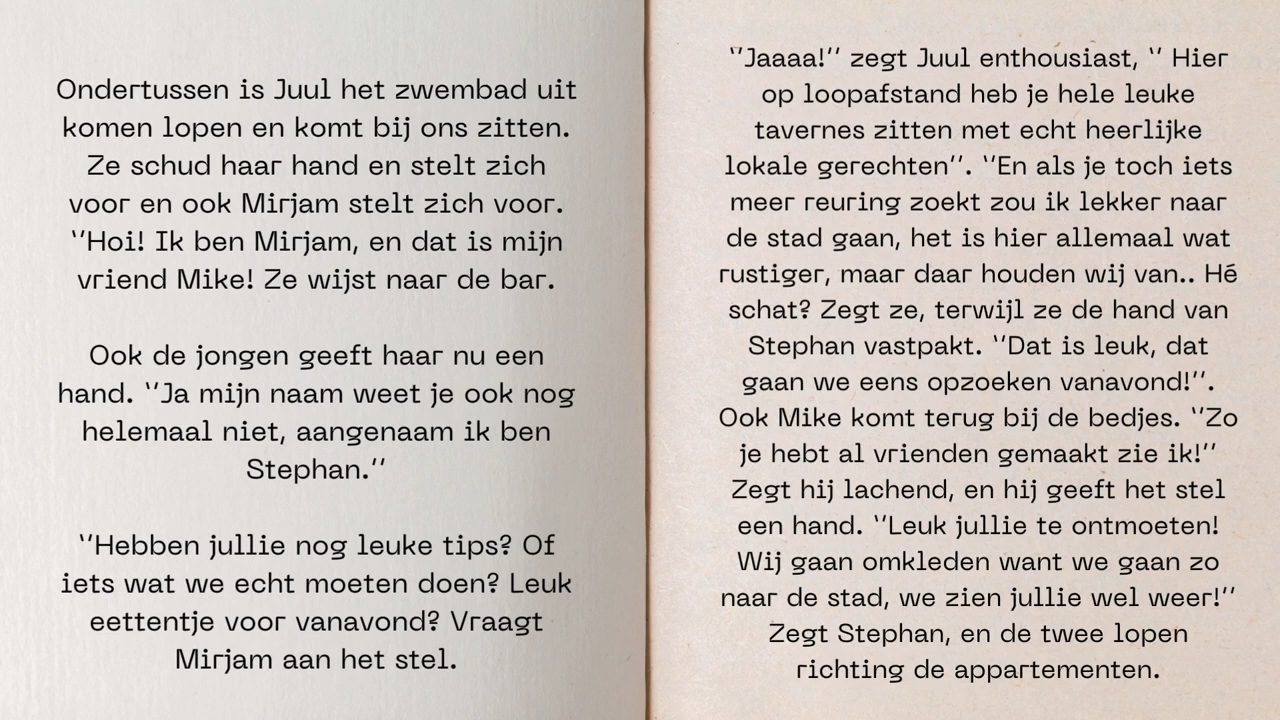 Ondertussen is Juul het zwembad uit
komen lopen en komt bij ons zitten.
Ze schud haar hand en stelt zich
voor en ook Mirjam stelt zich voor.
‘’Hoi! Ik ben Mirjam, en dat is mijn
vriend Mike! Ze wijst naar de bar.
Ook de jongen geeft haar nu een
hand. ‘’Ja mijn naam weet je ook nog
helemaal niet, aangenaam ik ben
Stephan.’’
‘’Hebben jullie nog leuke tips? Of
iets wat we echt moeten doen? Leuk
eettentje voor vanavond? Vraagt
Mirjam aan het stel.
‘’Jaaaa!’’ zegt Juul enthousiast, ‘’ Hier
op loopafstand heb je hele leuke
tavernes zitten met echt heerlijke
lokale gerechten’’. ‘’En als je toch iets
meer reuring zoekt zou ik lekker naar
de stad gaan, het is hier allemaal wat
rustiger, maar daar houden wij van.. Hé
schat? Zegt ze, terwijl ze de hand van
Stephan vastpakt. ‘’Dat is leuk, dat
gaan we eens opzoeken vanavond!’’.
Ook Mike komt terug bij de bedjes. ‘’Zo
je hebt al vrienden gemaakt zie ik!’’
Zegt hij lachend, en hij geeft het stel
een hand. ‘’Leuk jullie te ontmoeten!
Wij gaan omkleden want we gaan zo
naar de stad, we zien jullie wel weer!’’
Zegt Stephan, en de twee lopen
richting de appartementen.